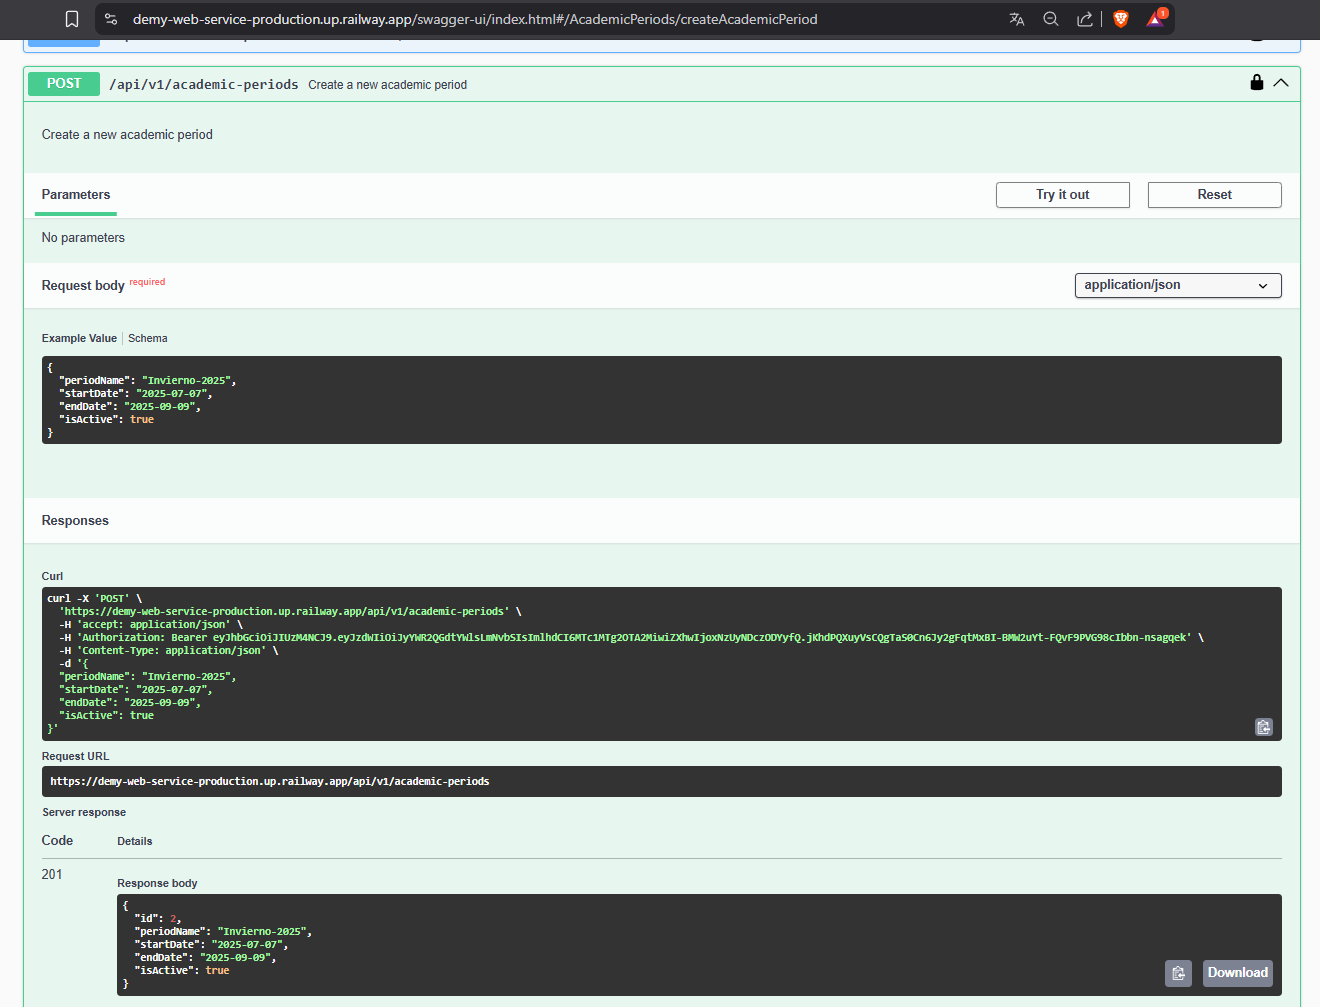 demy-web-service-production.up.railway.app/swagger-ui/index.html#/AcademicPeriods/createAcademicPeriod
1
POST /api/v1/academic-periods Create a new academic period
Create a new academic period
Parameters
Try it out
Reset
No parameters
Request body required
application/json
Example Value
Schema
{
"periodName": "Invierno-2025",
"startDate": "2025-07-07",
"endDate": "2025-09-09",
"isActive": true
}
Responses
Curl
curl -X 'POST' \
'https://demy-web-service-production.up.railway.app/api/v1/academic-periods' \
-H 'accept: application/json' \
-H 'Authorization: Bearer
-H 'Content-Type: application/json' \
-d '{
"periodName": "Invierno-2025",
"startDate": "2025-07-07",
"endDate": "2025-09-09",
"isActive": true
}'
Request URL
https://demy-web-service-production.up.railway.app/api/v1/academic-periods
Server response
Code Details
201
Response body
{
"id": 2,
"periodName": "Invierno-2025",
"startDate": "2025-07-07",
"endDate": "2025-09-09",
"isActive": true
}
Download